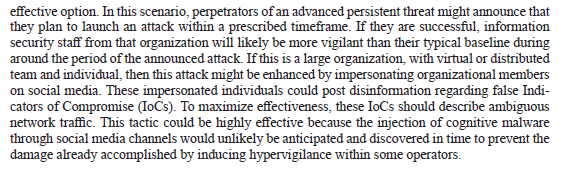 effective option. In this scenario, perpetrators of an advanced persistent threat might announce that
they plan to launch an attack within a prescribed timeframe. If they are successful, information
security staff from that organization will likely be more vigilant than their typical baseline during
around the period of the announced attack. If this is a large organization, with virtual or distributed
team and individual, then this attack might be enhanced by impersonating organizational members
on social media. These impersonated individuals could post disinformation regarding false Indi-
cators of Compromise (IoCs). To maximize effectiveness, these IoCs should describe ambiguous
network traffic. This tactic could be highly effective because the injection of cognitive malware
through social media channels would unlikely be anticipated and discovered in time to prevent the
damage already accomplished by inducing hypervigilance within some operators.